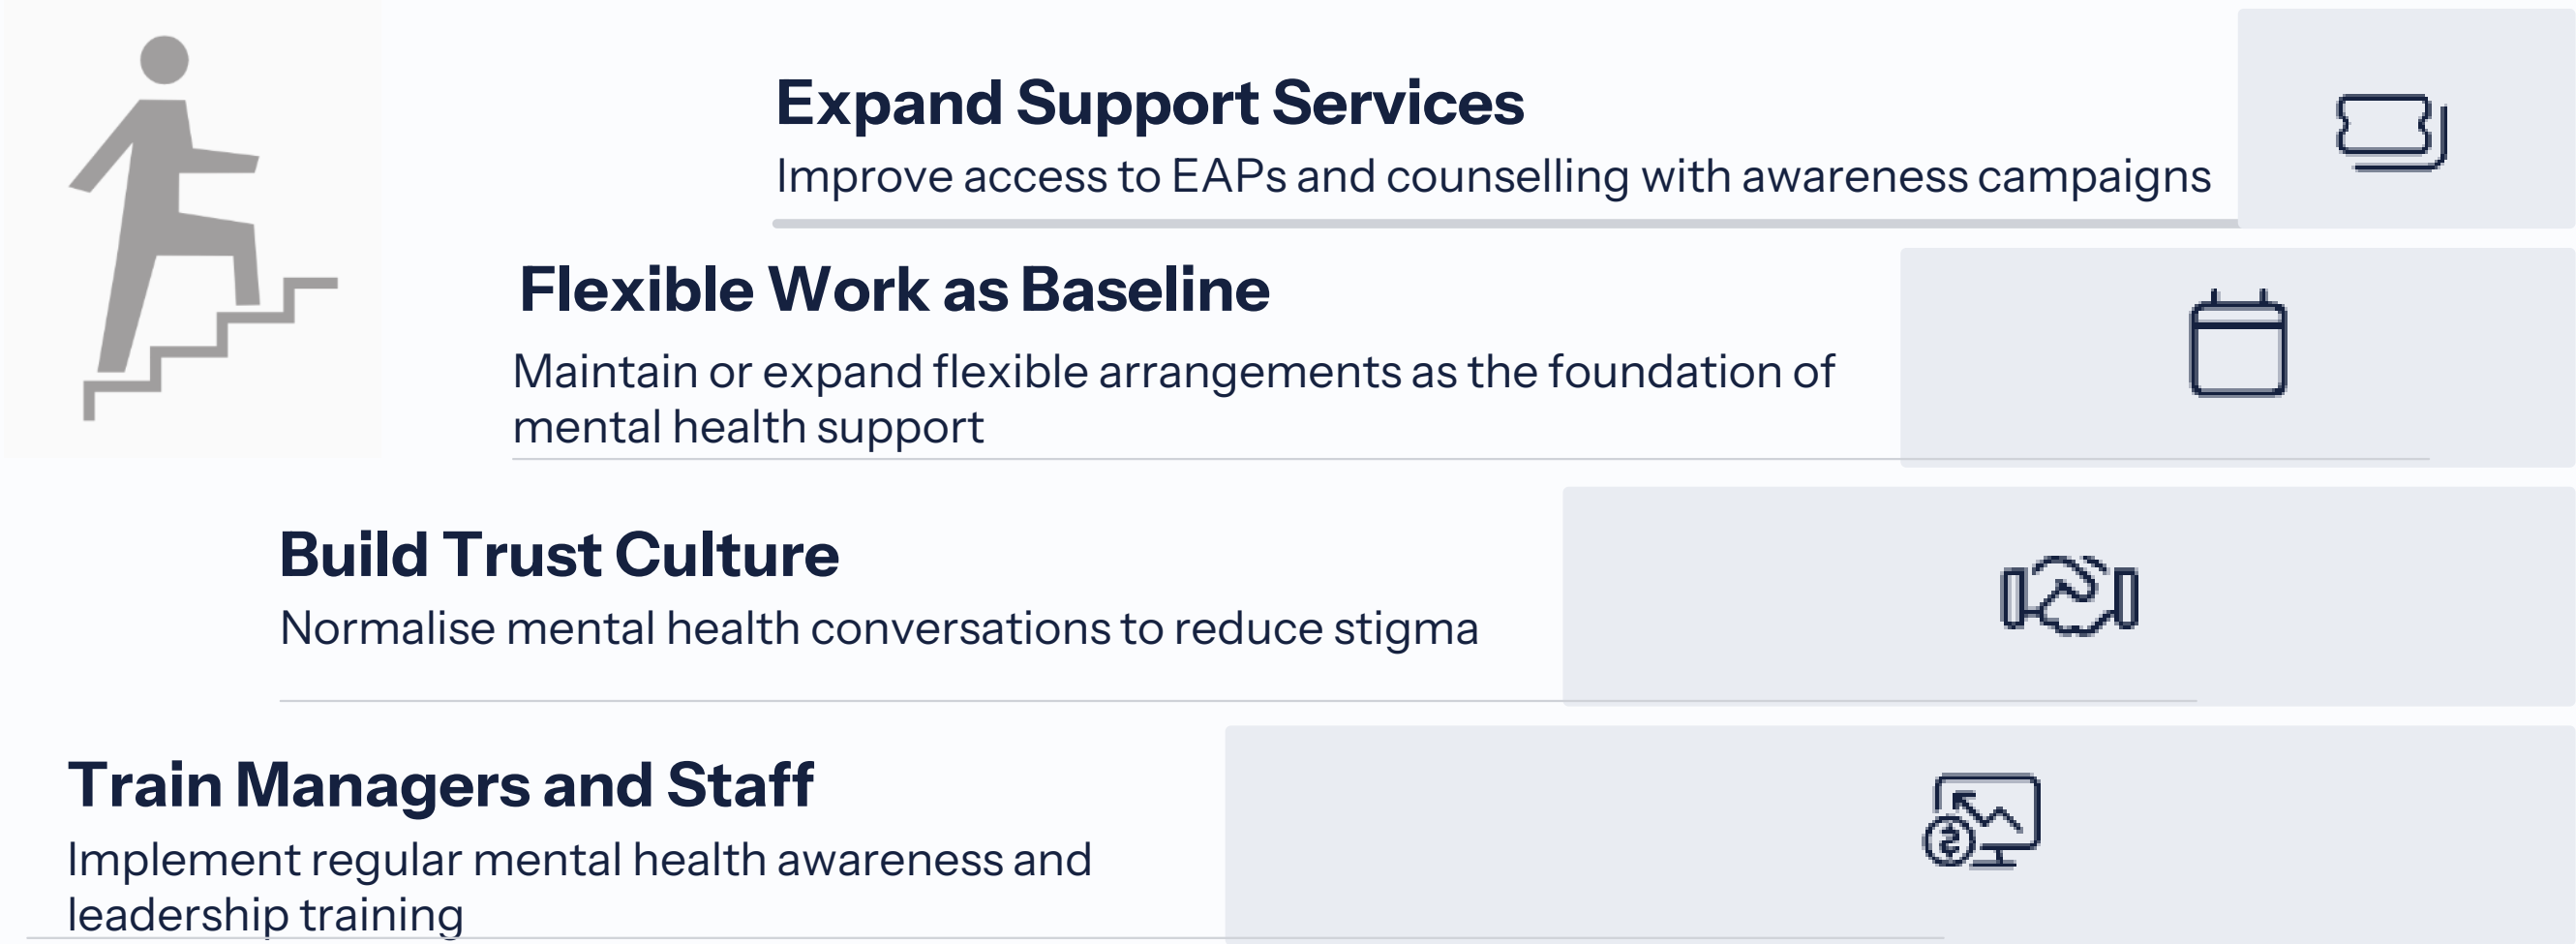 Expand Support Services
Improve access to EAPs and counselling with awareness campaigns
Flexible Work as Baseline
Maintain or expand flexible arrangements as the foundation of
mental health support
Build Trust Culture
Normalise mental health conversations to reduce stigma
Train Managers and Staff
Implement regular mental health awareness and
leadership training